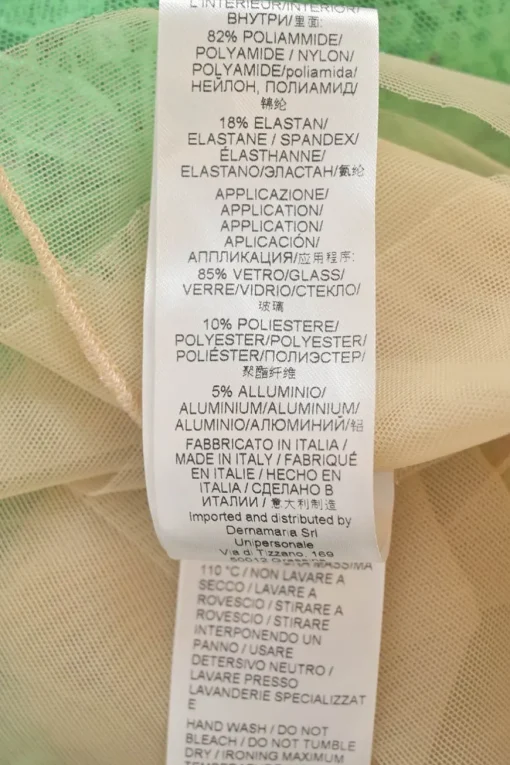 L'INTERIEUR/INTERIOR/
ВНУТРИ/里面:
82% POLIAMMIDE/
POLYAMIDE / NYLON/
POLYAMIDE/poliamida/
НЕЙЛОН, ПОЛИАМИД/
锦纶
18% ELASTAN/
ELASTANE / SPANDEX/
ÉLASTHANNE/
ELASTANO/ЭЛАСТАН/氨纶
APPLICAZIONE/
APPLICATION/
APPLICATION/
APLICACIÓN/
АППЛИКАЦИЯ/应用程序:
85% VETRO/GLASS/
VERRE/VIDRIO/СТЕКЛО/
玻璃
10% POLIESTERE/
POLYESTER/POLYESTER/
POLIÉSTER/ПОЛИЭСТЕР/
聚酯纤维
5% ALLUMINIO/
ALUMINIUM/ALUMINIUM/
ALUMINIO/АЛЮМИНИЙ/铝
FABBRICATO IN ITALIA /
MADE IN ITALY / FABRIQUÉ
EN ITALIE / HECHO EN
ITALIA / СДЕЛАНО В
ИТАЛИИ / 意大利制造
Imported and distributed by
Dernamaria Srl
Unipersonale
Via di Tizzano, 169
50012
MASSIMA
110 °C / NON LAVARE A
SECCO / LAVARE A
ROVESCIO / STIRARE A
ROVESCIO / STIRARE
INTERPONENDO UN
PANNO / USARE
DETERSIVO NEUTRO /
LAVARE PRESSO
LAVANDERIE SPECIALIZZAT
E
HAND WASH / DO NOT
BLEACH / DO NOT TUMBLE
DRY / IRONING MAXIMUM